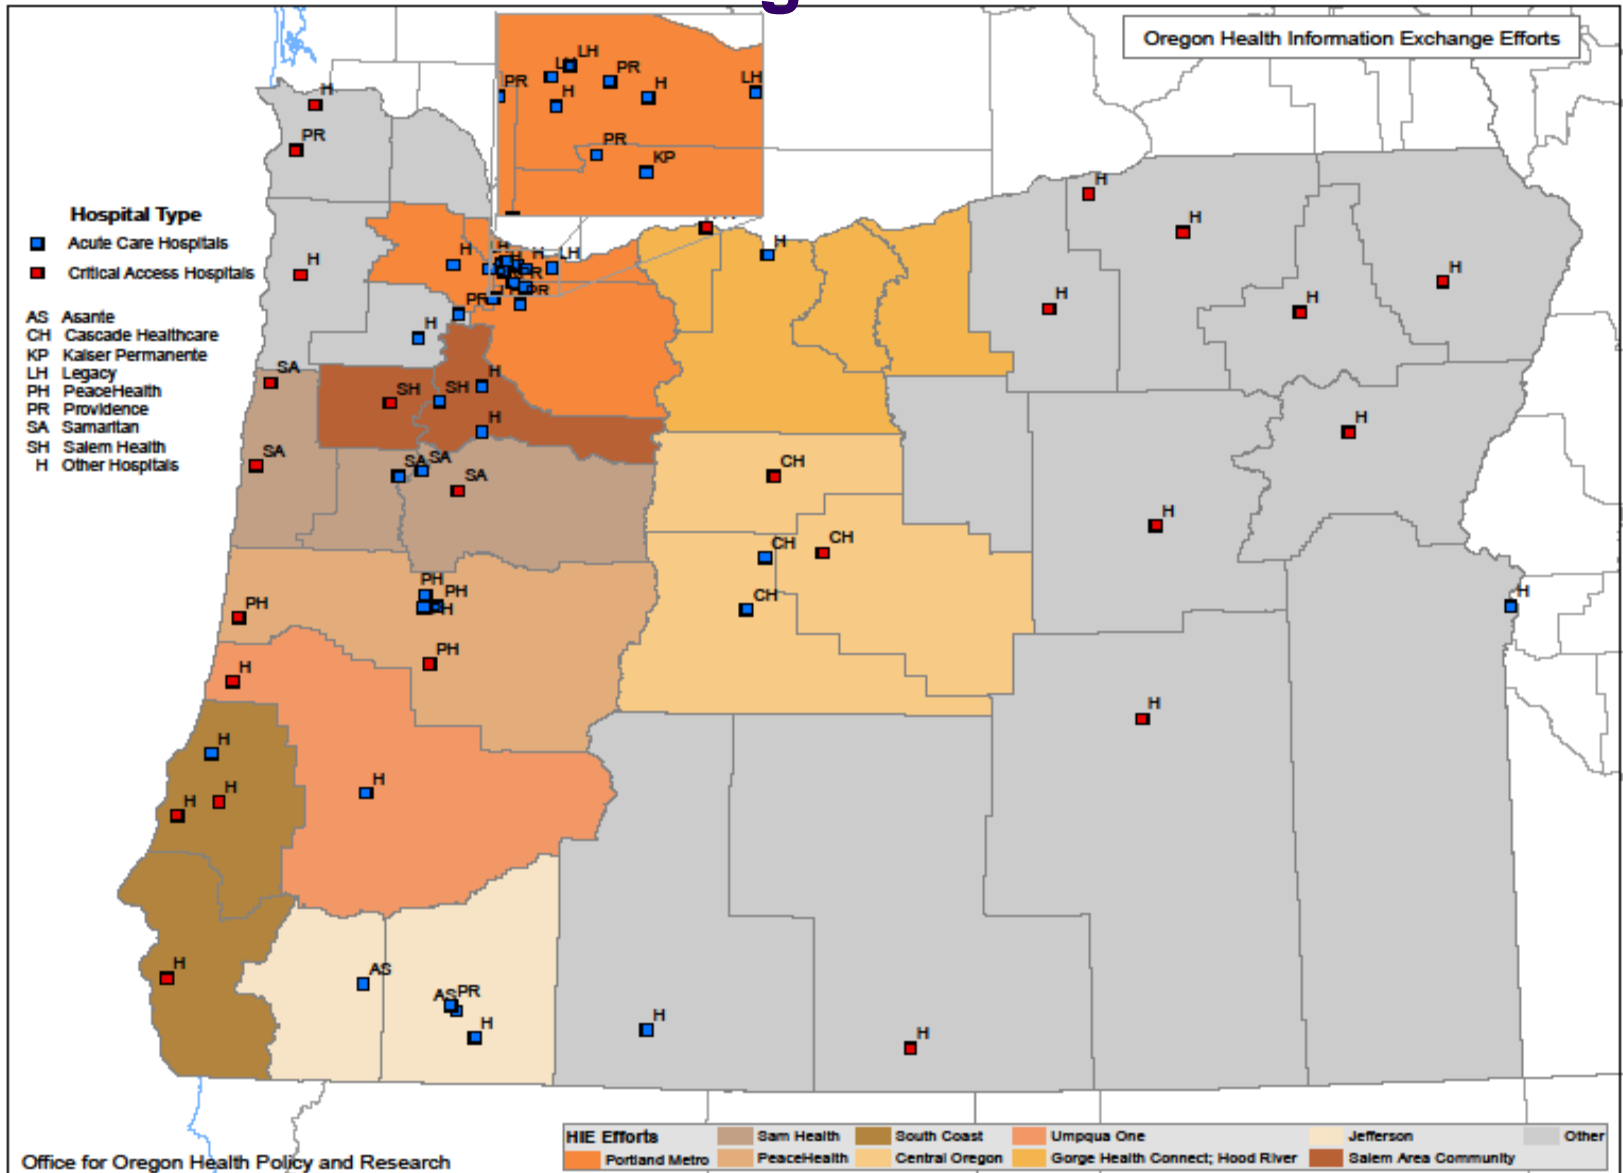 Oregon Health Information Exchange Efforts
LH
LH
PR
PR
H
H
LH
PR
KP
H
PR
Hospital Type
Acute Care Hospitals
Critical Access Hospitals
AS Asante
CH Cascade Healthcare
KP Kaiser Permanente
LH Legacy
PH PeaceHealth
PR Providence
SA Samaritan
SH Salem Health
H Other Hospitals
H
H
H
H
H
H
H
H
LH
H
PR
PR
H
SA
SH
SH
H
H
H
SA
SA
SA
SA
CH
H
CH
CH
CH
PH
PH
H
PH
PH
H
H
H
H
H
H
H
H
AS
AS
PR
H
H
H
HIE Efforts
Portland Metro
Sam Health
PeaceHealth
South Coast
Central Oregon
Umpqua One
Gorge Health Connect; Hood River
Jefferson
Salem Area Community
Other
Office for Oregon Health Policy and Research